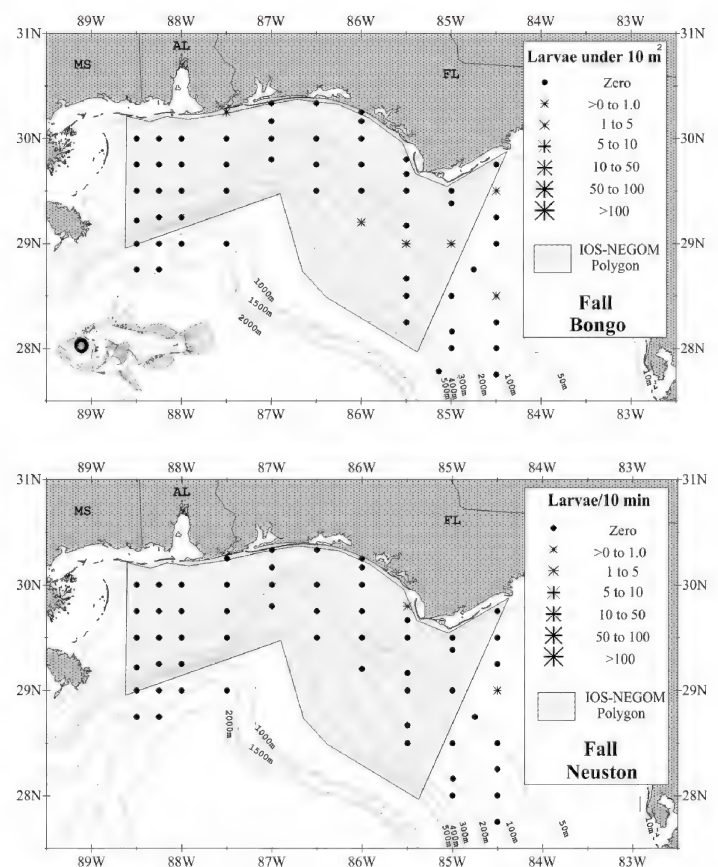 89W 88W 87W 86W 85W 84W 83W
31N 31N
MS AL FL
Larvae under 10 m²
Zero
>0 to 1.0
1 to 5
5 to 10
10 to 50
50 to 100
>100
IOS-NEGOM
Polygon
Fall
Bongo
30N 30N
29N 29N
28N 28N
1000m
1500m
2000m
500m
400m
300m
200m
100m
50m
10m
89W 88W 87W 86W 85W 84W 83W
89W 88W 87W 86W 85W 84W 83W
31N 31N
MS AL FL
Larvae/10 min
Zero
>0 to 1.0
1 to 5
5 to 10
10 to 50
50 to 100
>100
IOS-NEGOM
Polygon
Fall
Neuston
30N 30N
29N 29N
28N 28N
2000m
1000m
1500m
500m
400m
300m
200m
100m
50m
10m